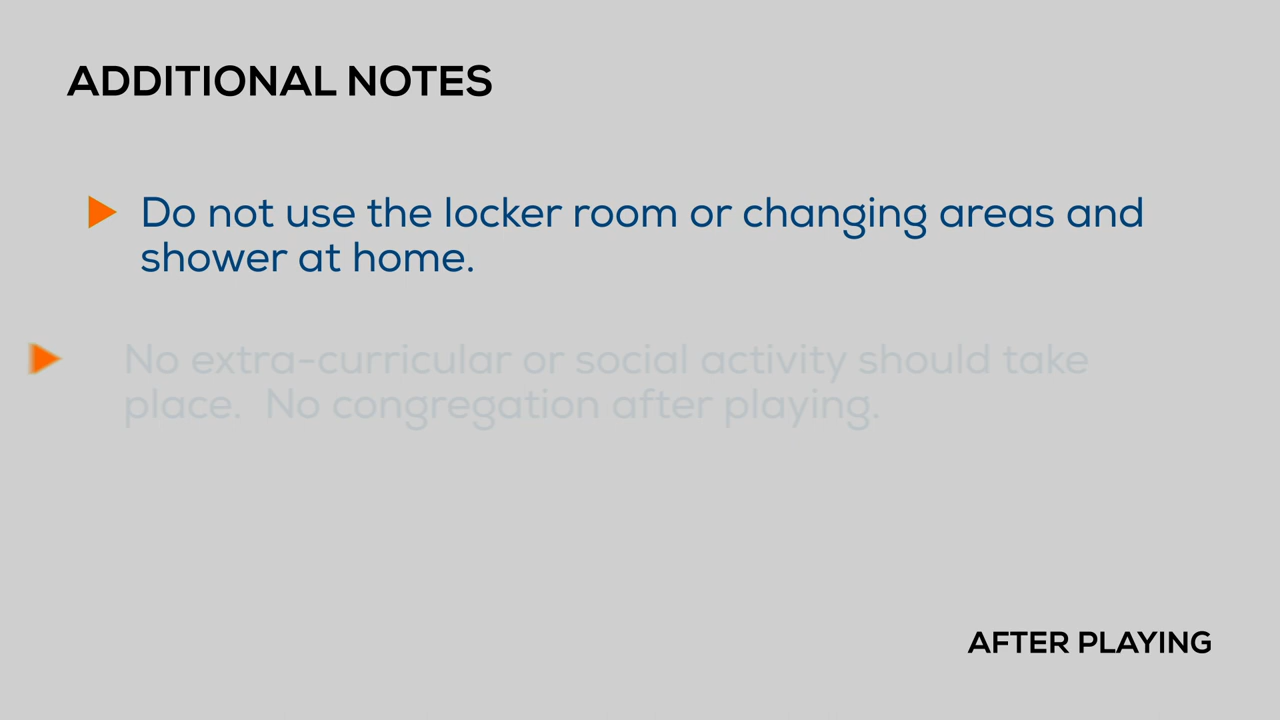 ADDITIONAL NOTES
Do not use the locker room or changing areas and
shower at home.
No extra-curricular or social activity should take
place.  No congregation after playing.
AFTER PLAYING